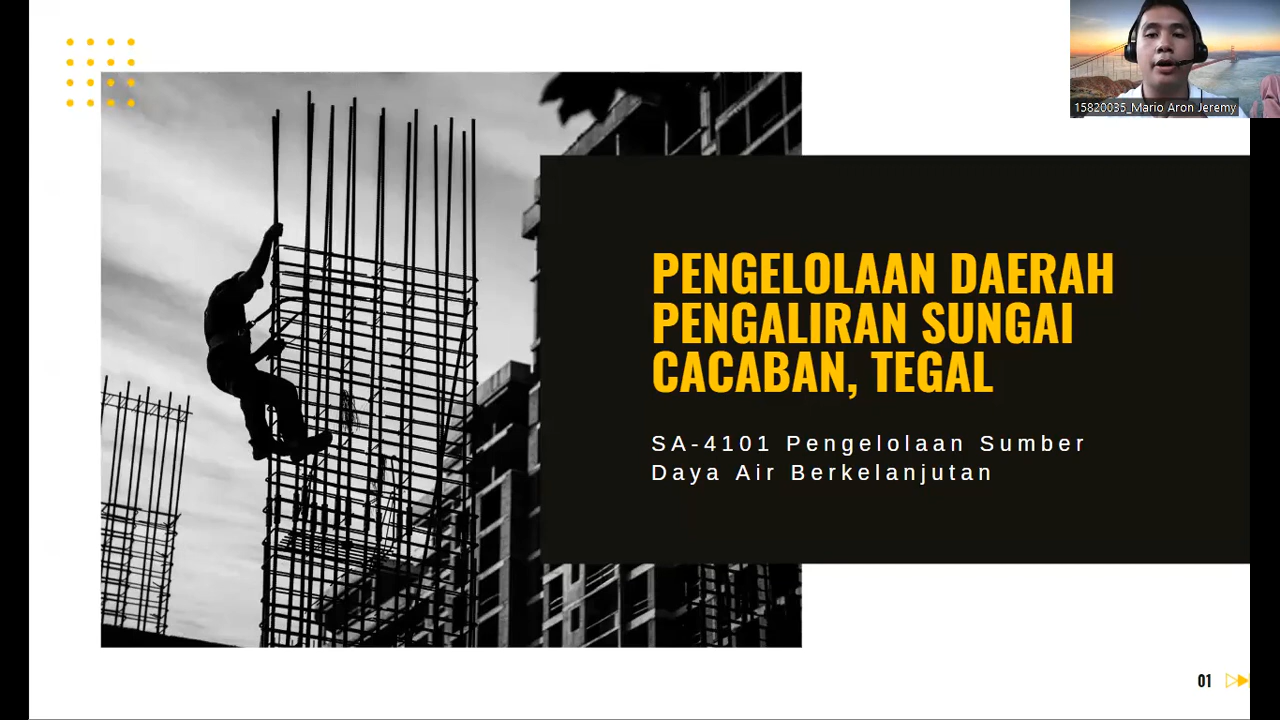 15820035_Mario Aron Jeremy
PENGELOLAAN DAERAH
PENGALIRAN SUNGAI
CACABAN, TEGAL
SA-4101 Pengelolaan Sumber
Daya Air Berkelanjutan
01